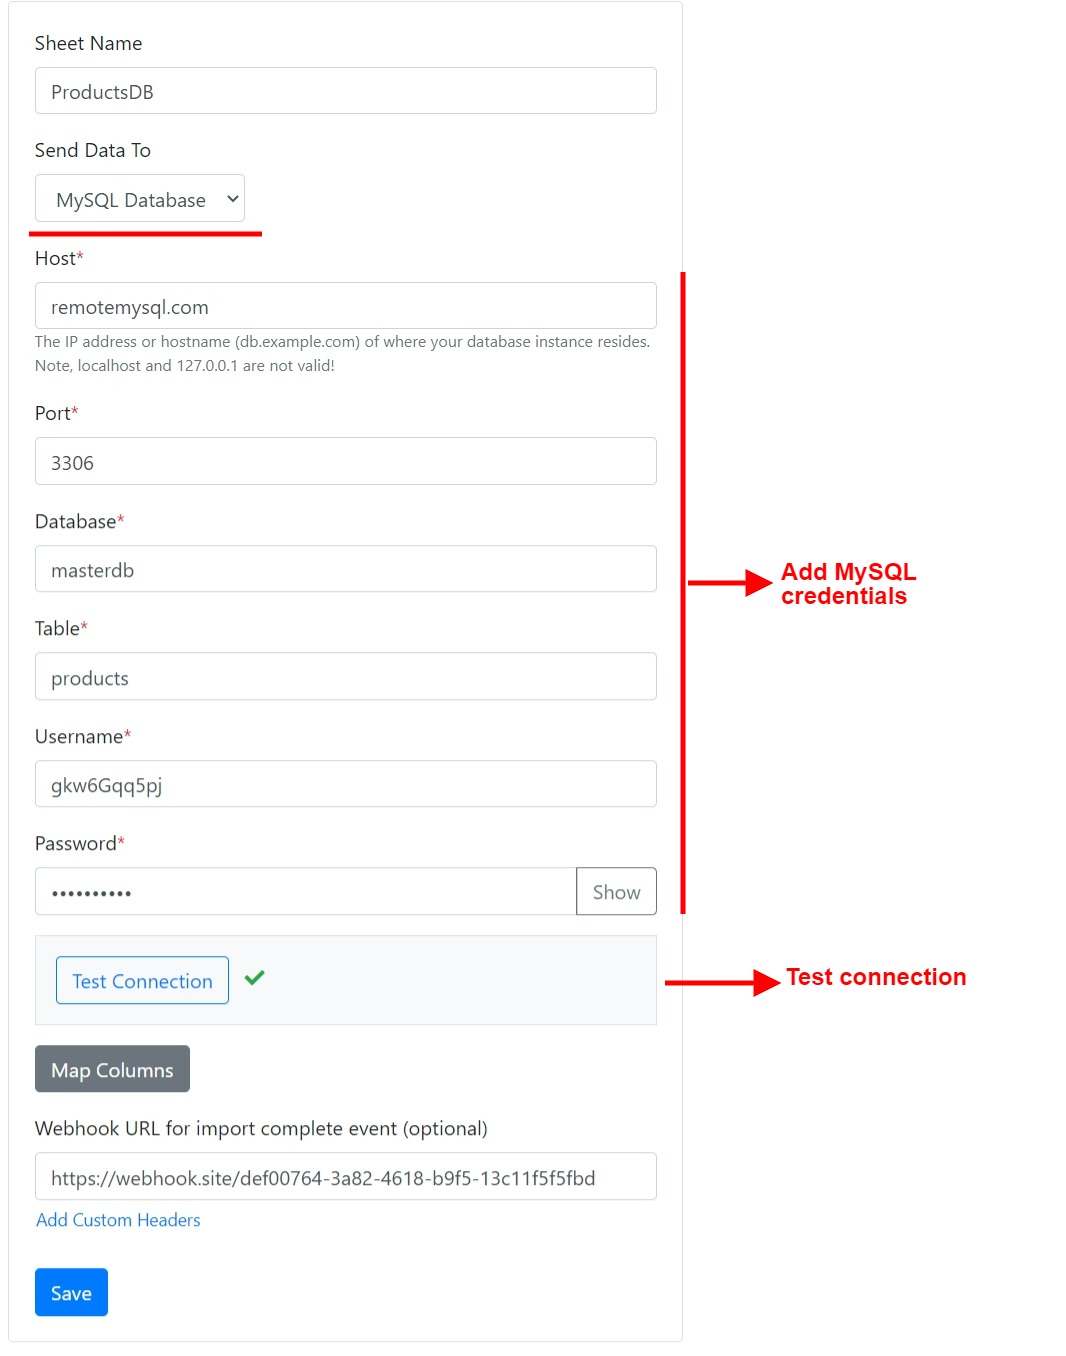 Sheet Name
ProductsDB
Send Data To
MySQL Database
Host*
remotemysql.com
The IP address or hostname (db.example.com) of where your database instance resides.
Note, localhost and 127.0.0.1 are not valid!
Port*
3306
Database*
masterdb
Add MySQL
credentials
Table*
products
Username*
gkw6Gqq5pj
Password*
••••••••••
Show
Test Connection
Test connection
Map Columns
Webhook URL for import complete event (optional)
https://webhook.site/def00764-3a82-4618-b9f5-13c11f5f5fbd
Add Custom Headers
Save